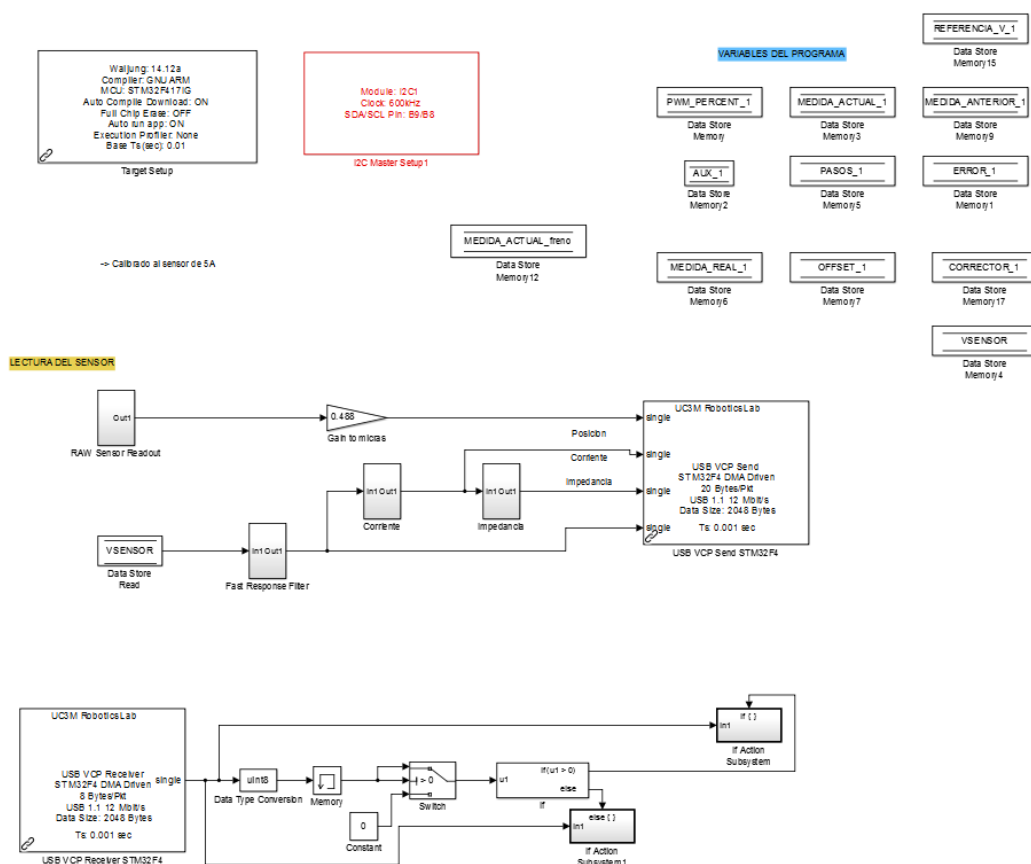 REFERENCIA_V_1
Data Store
Memory15
VARIABLES DEL PROGRAMA
Waijung: 14.12a
Compiler: GNU ARM
MCU: STM32F417IG
Auto Compile Download: ON
Full Chip Erase: OFF
Auto run app: ON
Execution Profiler: None
Base Ts(sec): 0.01
Target Setup
Module: I2C1
Clock: 600kHz
SDA/SCL Pin: B9/B8
I2C Master Setup1
PWM_PERCENT_1
Data Store
Memory
MEDIDA_ACTUAL_1
Data Store
Memory3
MEDIDA_ANTERIOR_1
Data Store
Memory9
AUX_1
Data Store
Memory2
PASOS_1
Data Store
Memory5
ERROR_1
Data Store
Memory1
MEDIDA_ACTUAL_freno
Data Store
Memory12
-> Calibrado al sensor de 5A
MEDIDA_REAL_1
Data Store
Memory6
OFFSET_1
Data Store
Memory7
CORRECTOR_1
Data Store
Memory17
VSENSOR
Data Store
Memory4
LECTURA DEL SENSOR
Out1
RAW Sensor Readout
0.488
Gain to micras
Posicion
Corriente
Impedancia
In1 Out1
Corriente
In1 Out1
Impedancia
VSENSOR
Data Store
Read
In1 Out1
Fast Response Filter
UC3M RoboticsLab
single
single
single
single
USB VCP Send
STM32F4 DMA Driven
20 Bytes/Pkt
USB 1.1 12 Mbit/s
Data Size: 2048 Bytes
Ts: 0.001 sec
USB VCP Send STM32F4
UC3M RoboticsLab
USB VCP Receiver
STM32F4 DMA Driven
8 Bytes/Pkt
USB 1.1 12 Mbit/s
Data Size: 2048 Bytes
Ts: 0.001 sec
single
USB VCP Receiver STM32F4
uint8
Data Type Conversion
Memory
> 0
Switch
0
Constant
u1
if(u1 > 0)
else
If
if { }
In1
If Action
Subsystem
else { }
In1
If Action
Subsystem1